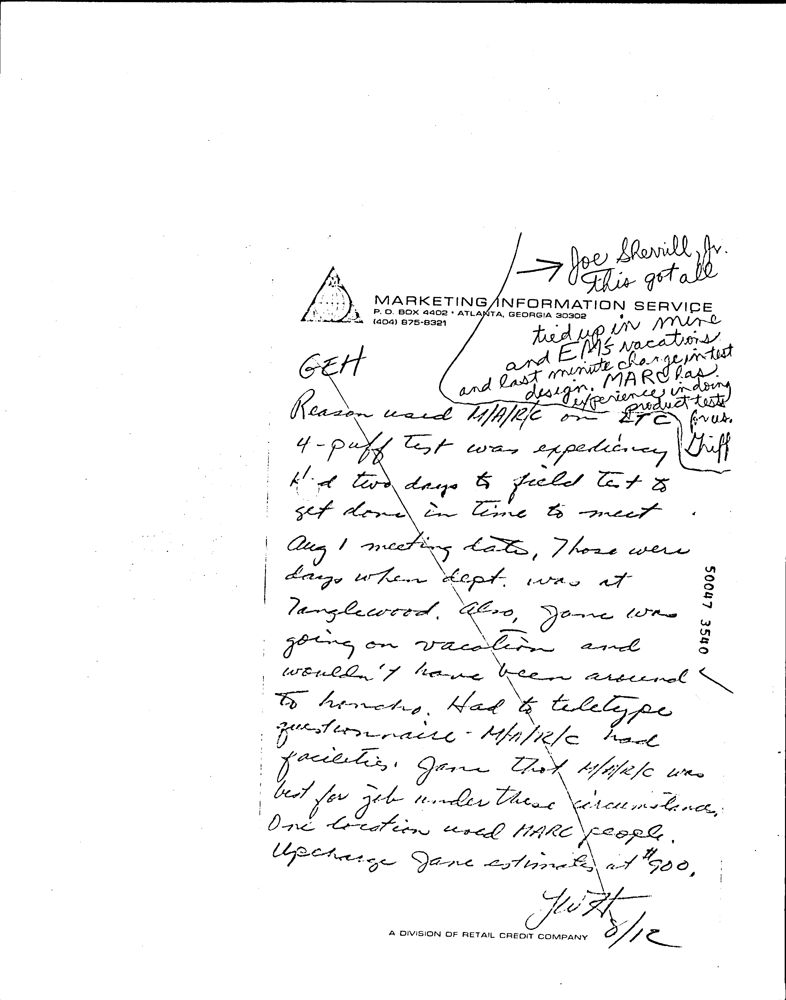 → Joe Sherrill, Jr.
This got all
MARKETING INFORMATION SERVICE
P. O. BOX 4402 • ATLANTA, GEORGIA 30302
(404) 875-8321
tied up in mine
and EM's vacations
and last minute change in test
design. MARC has
experience in doing
product tests
for us.
Griff
GEH
Reason used M/A/R/C on ETC
4-puff test was expediency
H'd two days to field test to
get done in time to meet
Aug 1 meeting date, Those were
days when dept. was at
Tanglewood. Also, Jane was
going on vacation and
wouldn't have been around
to honcho. Had to teletype
questionnaire - M/A/R/C had
facilities. Jane that M/A/R/C was
best for job under these circumstances.
One location used MARC people.
Upcharge Jane estimates at $900.
8/12
A DIVISION OF RETAIL CREDIT COMPANY
50047 3540